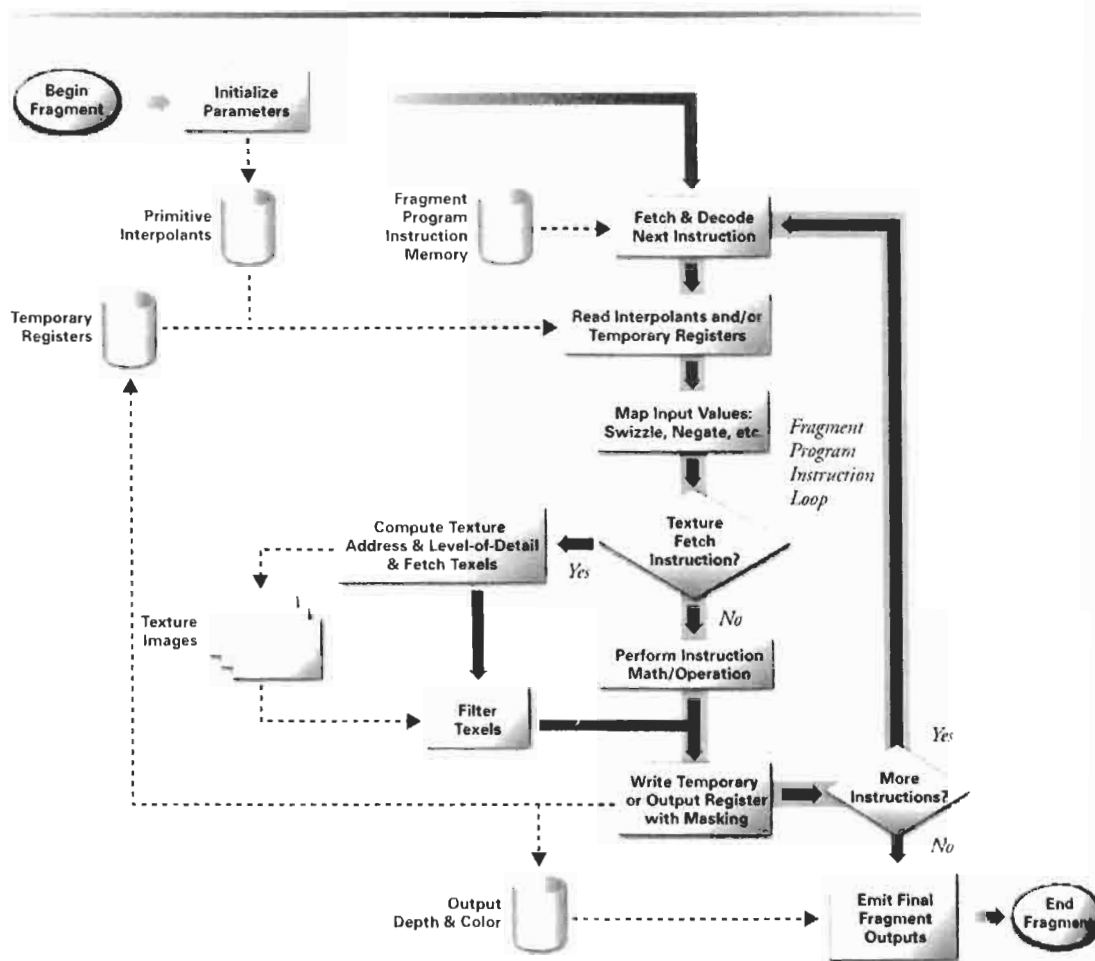 Begin
Fragment
Initialize
Parameters
Primitive
Interpolants
Fragment
Program
Instruction
Memory
Fetch & Decode
Next Instruction
Temporary
Registers
Read Interpolants and/or
Temporary Registers
Map Input Values:
Swizzle, Negate, etc.
Fragment
Program
Instruction
Loop
Texture
Fetch
Instruction?
Compute Texture
Address & Level-of-Detail
& Fetch Texels
Yes
No
Texture
Images
Perform Instruction
Math/Operation
Filter
Texels
Yes
More
Instructions?
Write Temporary
or Output Register
with Masking
No
Output
Depth & Color
Emit Final
Fragment
Outputs
End
Fragment